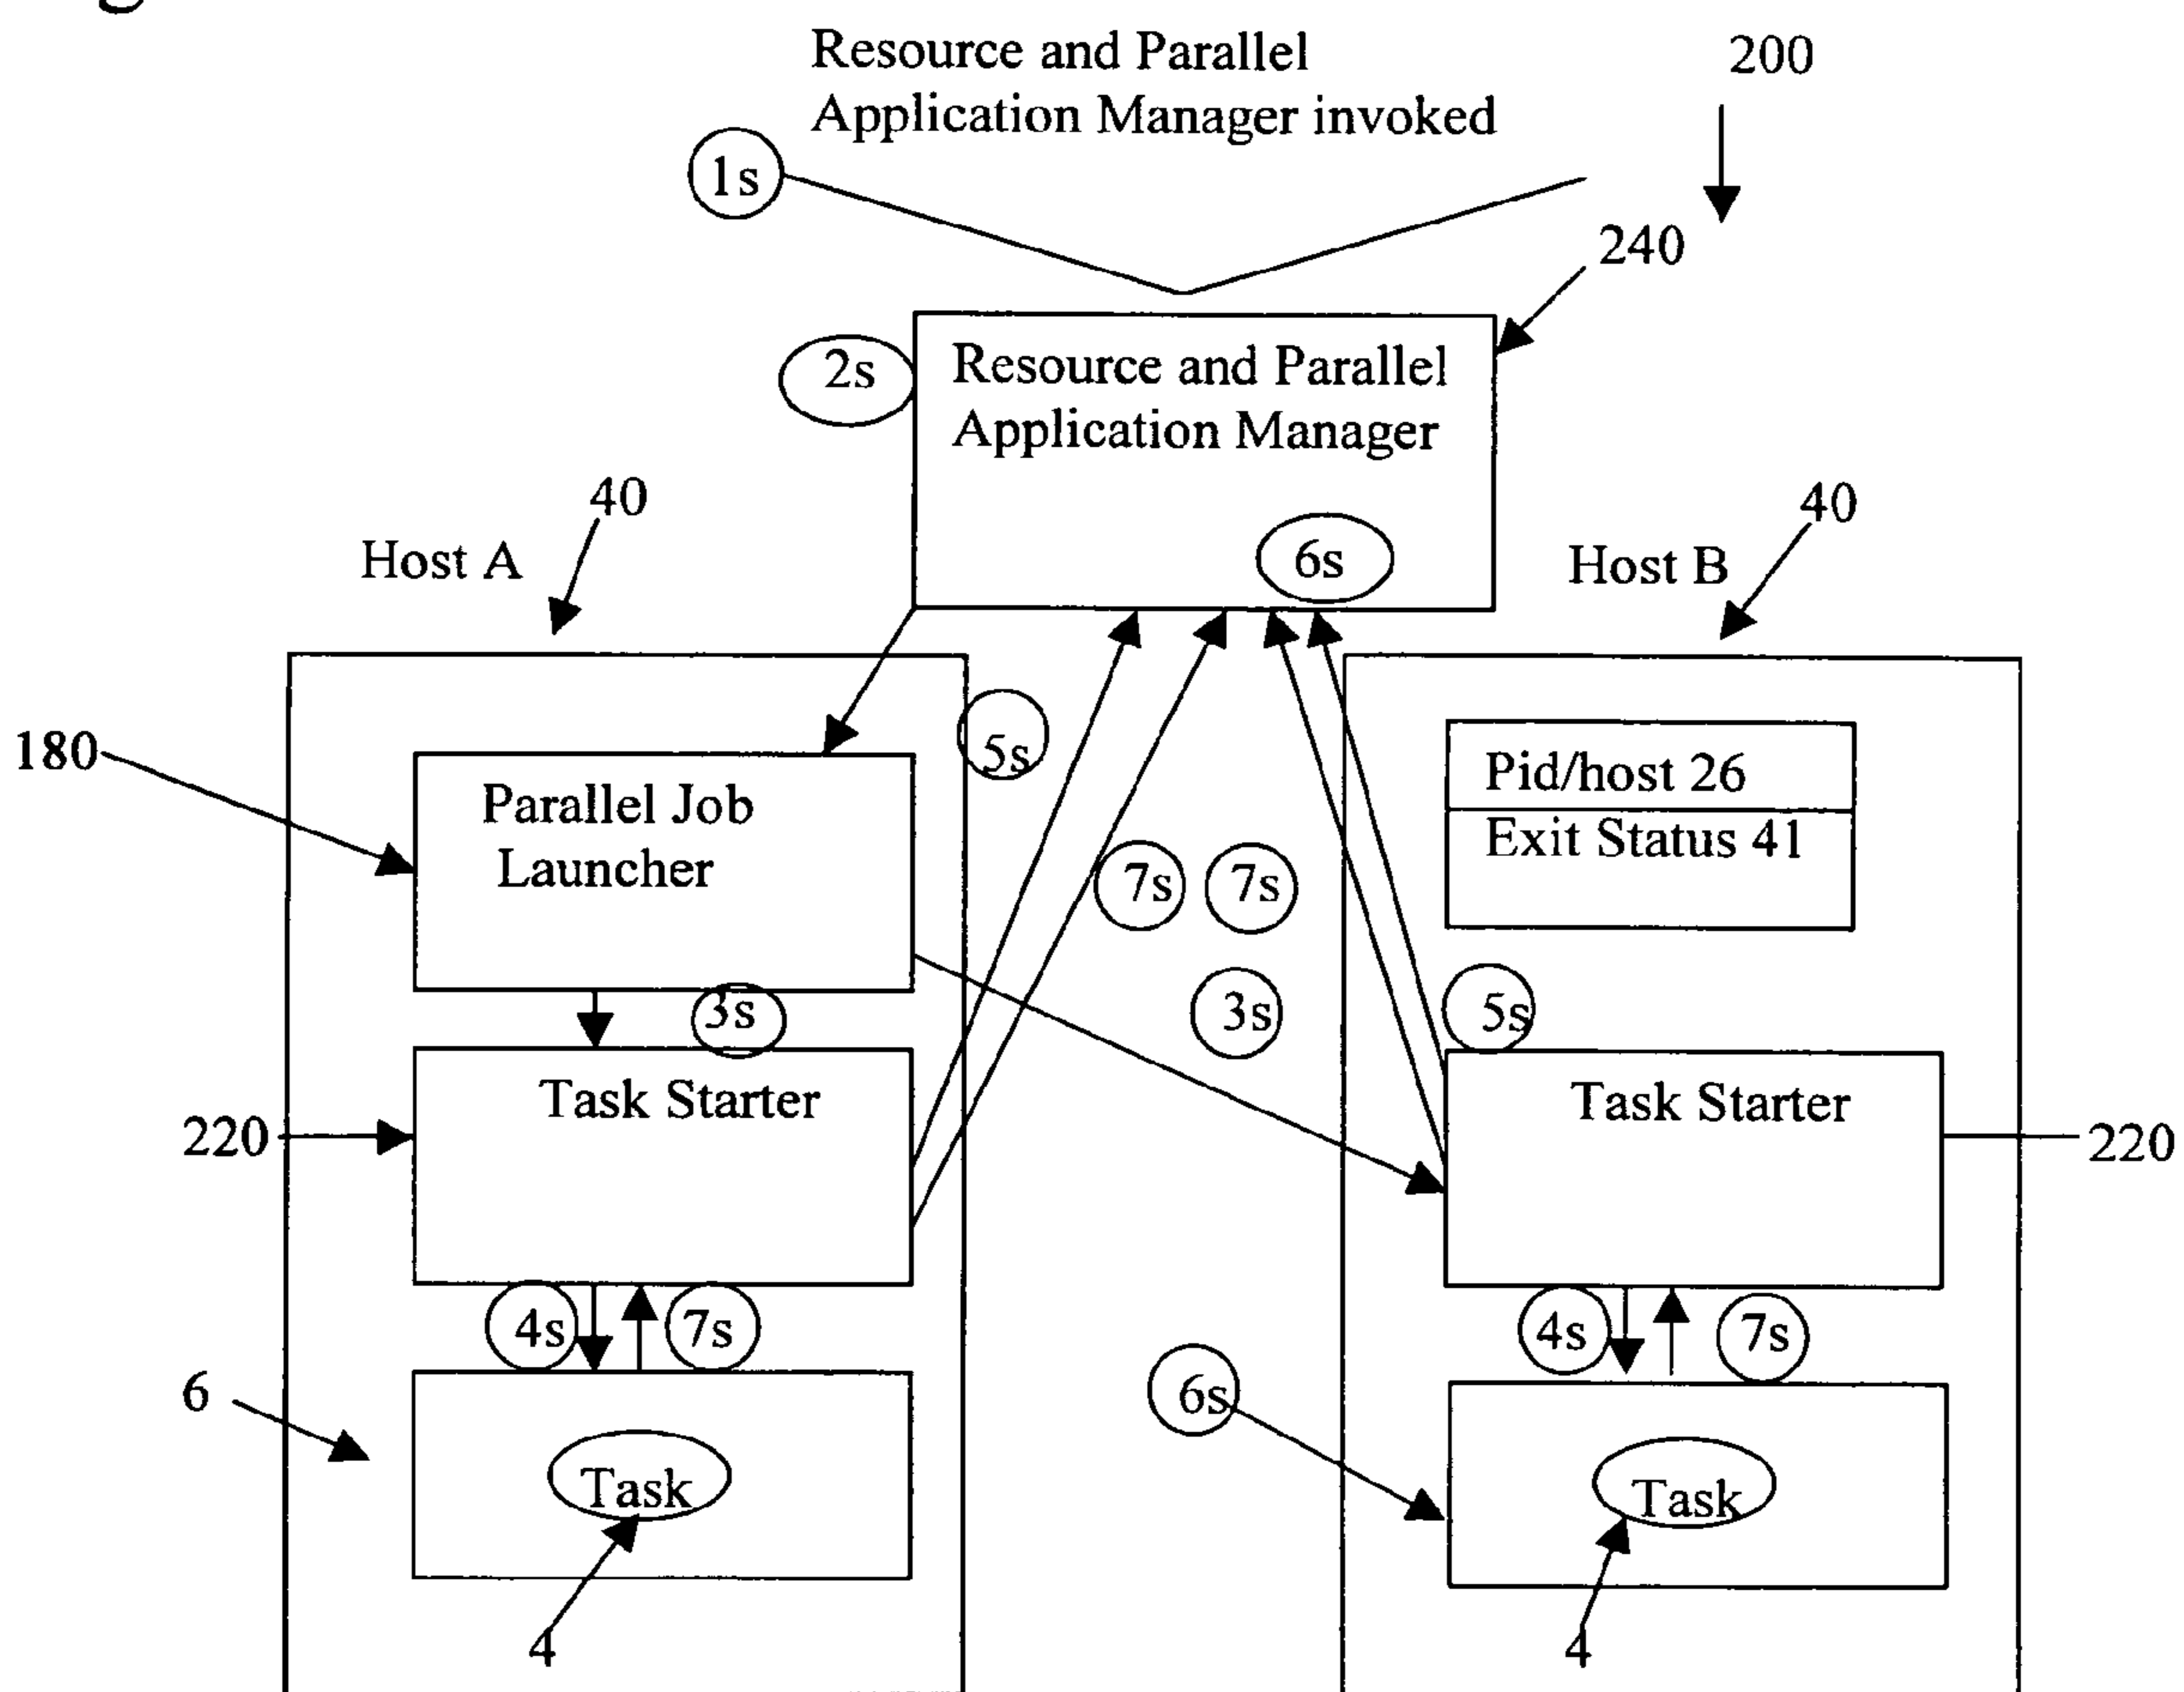 Resource and Parallel
Application Manager invoked
200
1s
240
2s
Resource and Parallel
Application Manager
6s
40
Host A
40
Host B
180
5s
Parallel Job
Launcher
Pid/host 26
Exit Status 41
7s
7s
3s
3s
5s
Task Starter
Task Starter
220
220
4s
7s
4s
7s
6
6s
Task
Task
4
4